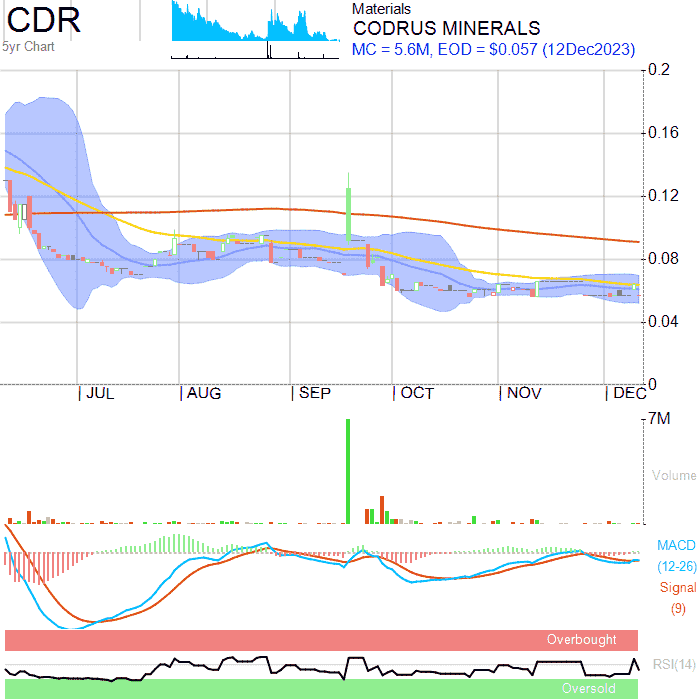 CDR
5yr Chart
Materials
CODRUS MINERALS
MC = 5.6M, EOD = $0.057 (12Dec2023)
0.2
0.16
0.12
0.08
0.04
0
JUL AUG SEP OCT NOV DEC
7M
Volume
MACD
(12-26)
Signal
(9)
Overbought
RSI(14)
Oversold